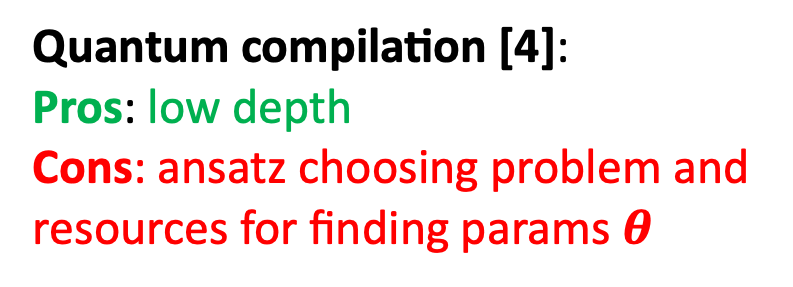 Quantum compilation [4]:
Pros: low depth
Cons: ansatz choosing problem and
resources for finding params θ